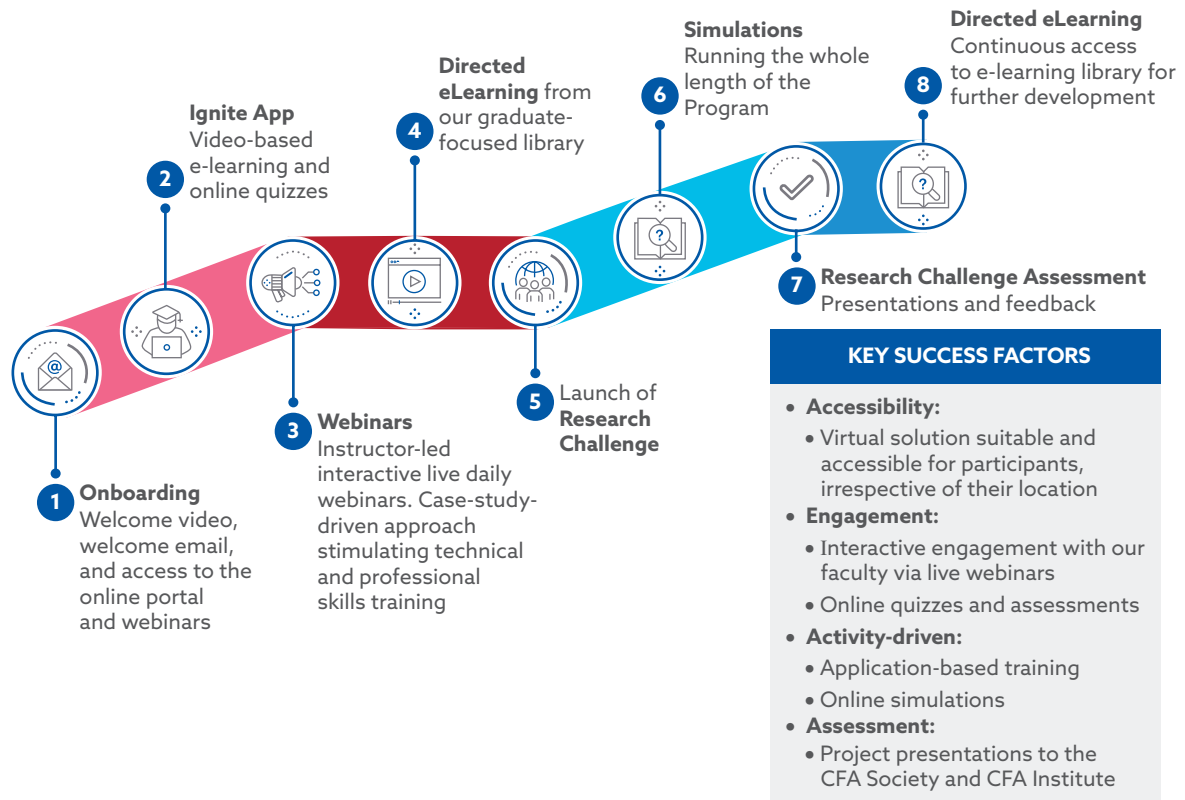 1
Onboarding
Welcome video,
welcome email,
and access to the
online portal
and webinars
2
Ignite App
Video-based
e-learning and
online quizzes
3
Webinars
Instructor-led
interactive live daily
webinars. Case-study-
driven approach
stimulating technical
and professional
skills training
4
Directed
eLearning from
our graduate-
focused library
5
Launch of
Research
Challenge
6
Simulations
Running the whole
length of the
Program
7
Research Challenge Assessment
Presentations and feedback
8
Directed eLearning
Continuous access
to e-learning library for
further development
@
?
?
KEY SUCCESS FACTORS
• Accessibility:
• Virtual solution suitable and
accessible for participants,
irrespective of their location
• Engagement:
• Interactive engagement with our
faculty via live webinars
• Online quizzes and assessments
• Activity-driven:
• Application-based training
• Online simulations
• Assessment:
• Project presentations to the
CFA Society and CFA Institute